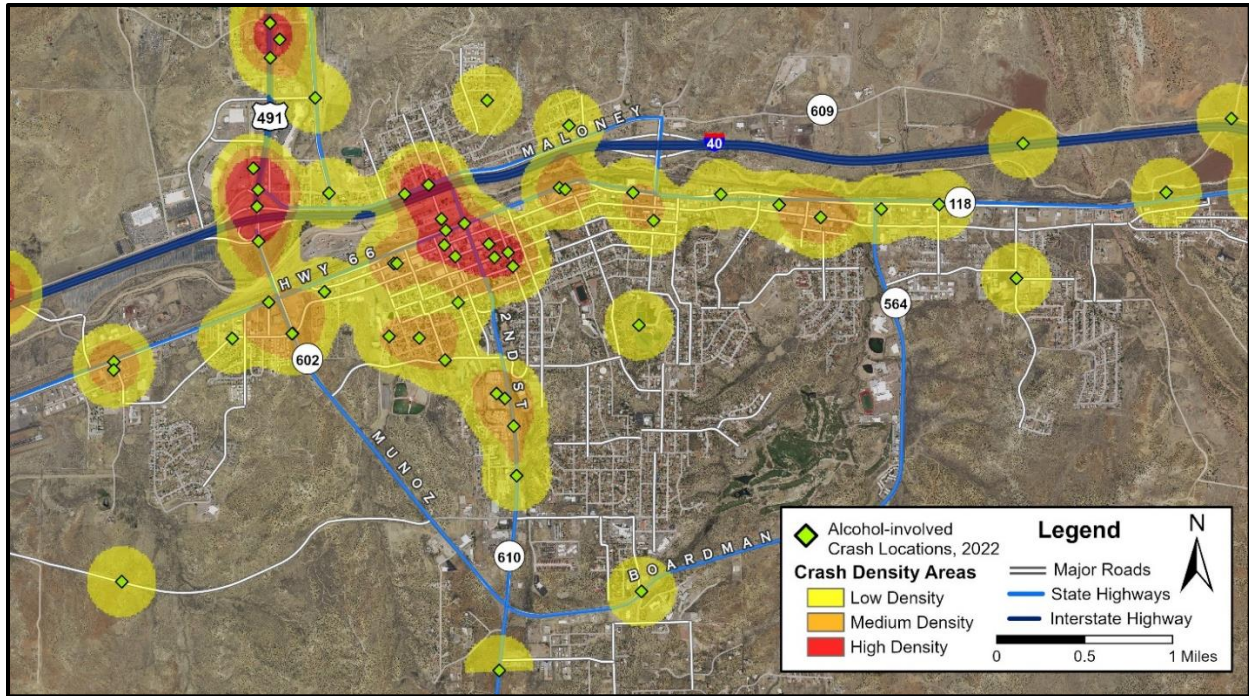 491
MALONEY
609
40
118
HWY 66
2ND ST
564
602
MUNOZ
610
BOARDMAN
Legend
N
Alcohol-involved
Crash Locations, 2022
Crash Density Areas
Low Density
Medium Density
High Density
Major Roads
State Highways
Interstate Highway
0 0.5 1 Miles